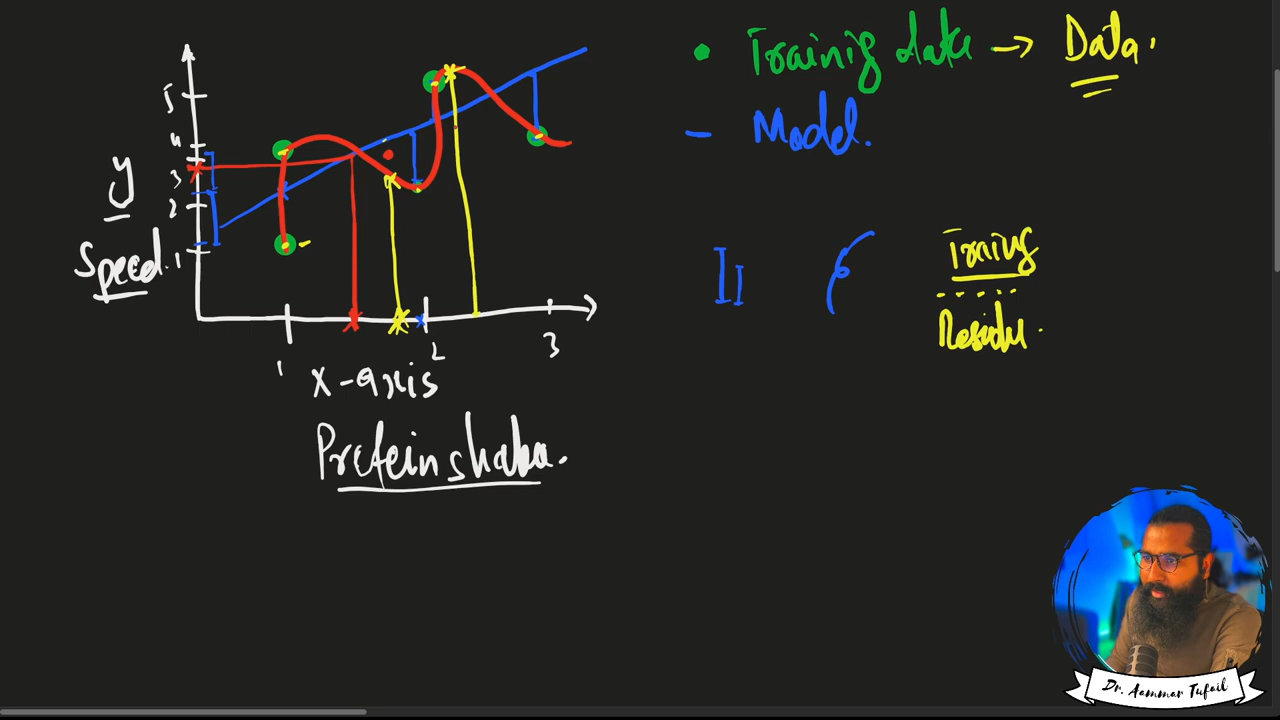 Training data → Data.
- Model.
5
4
3
2
1
y
Speed.
1
2
3
x-axis
Protein shake.
Training
Residu.
Dr. Aammar Tufail